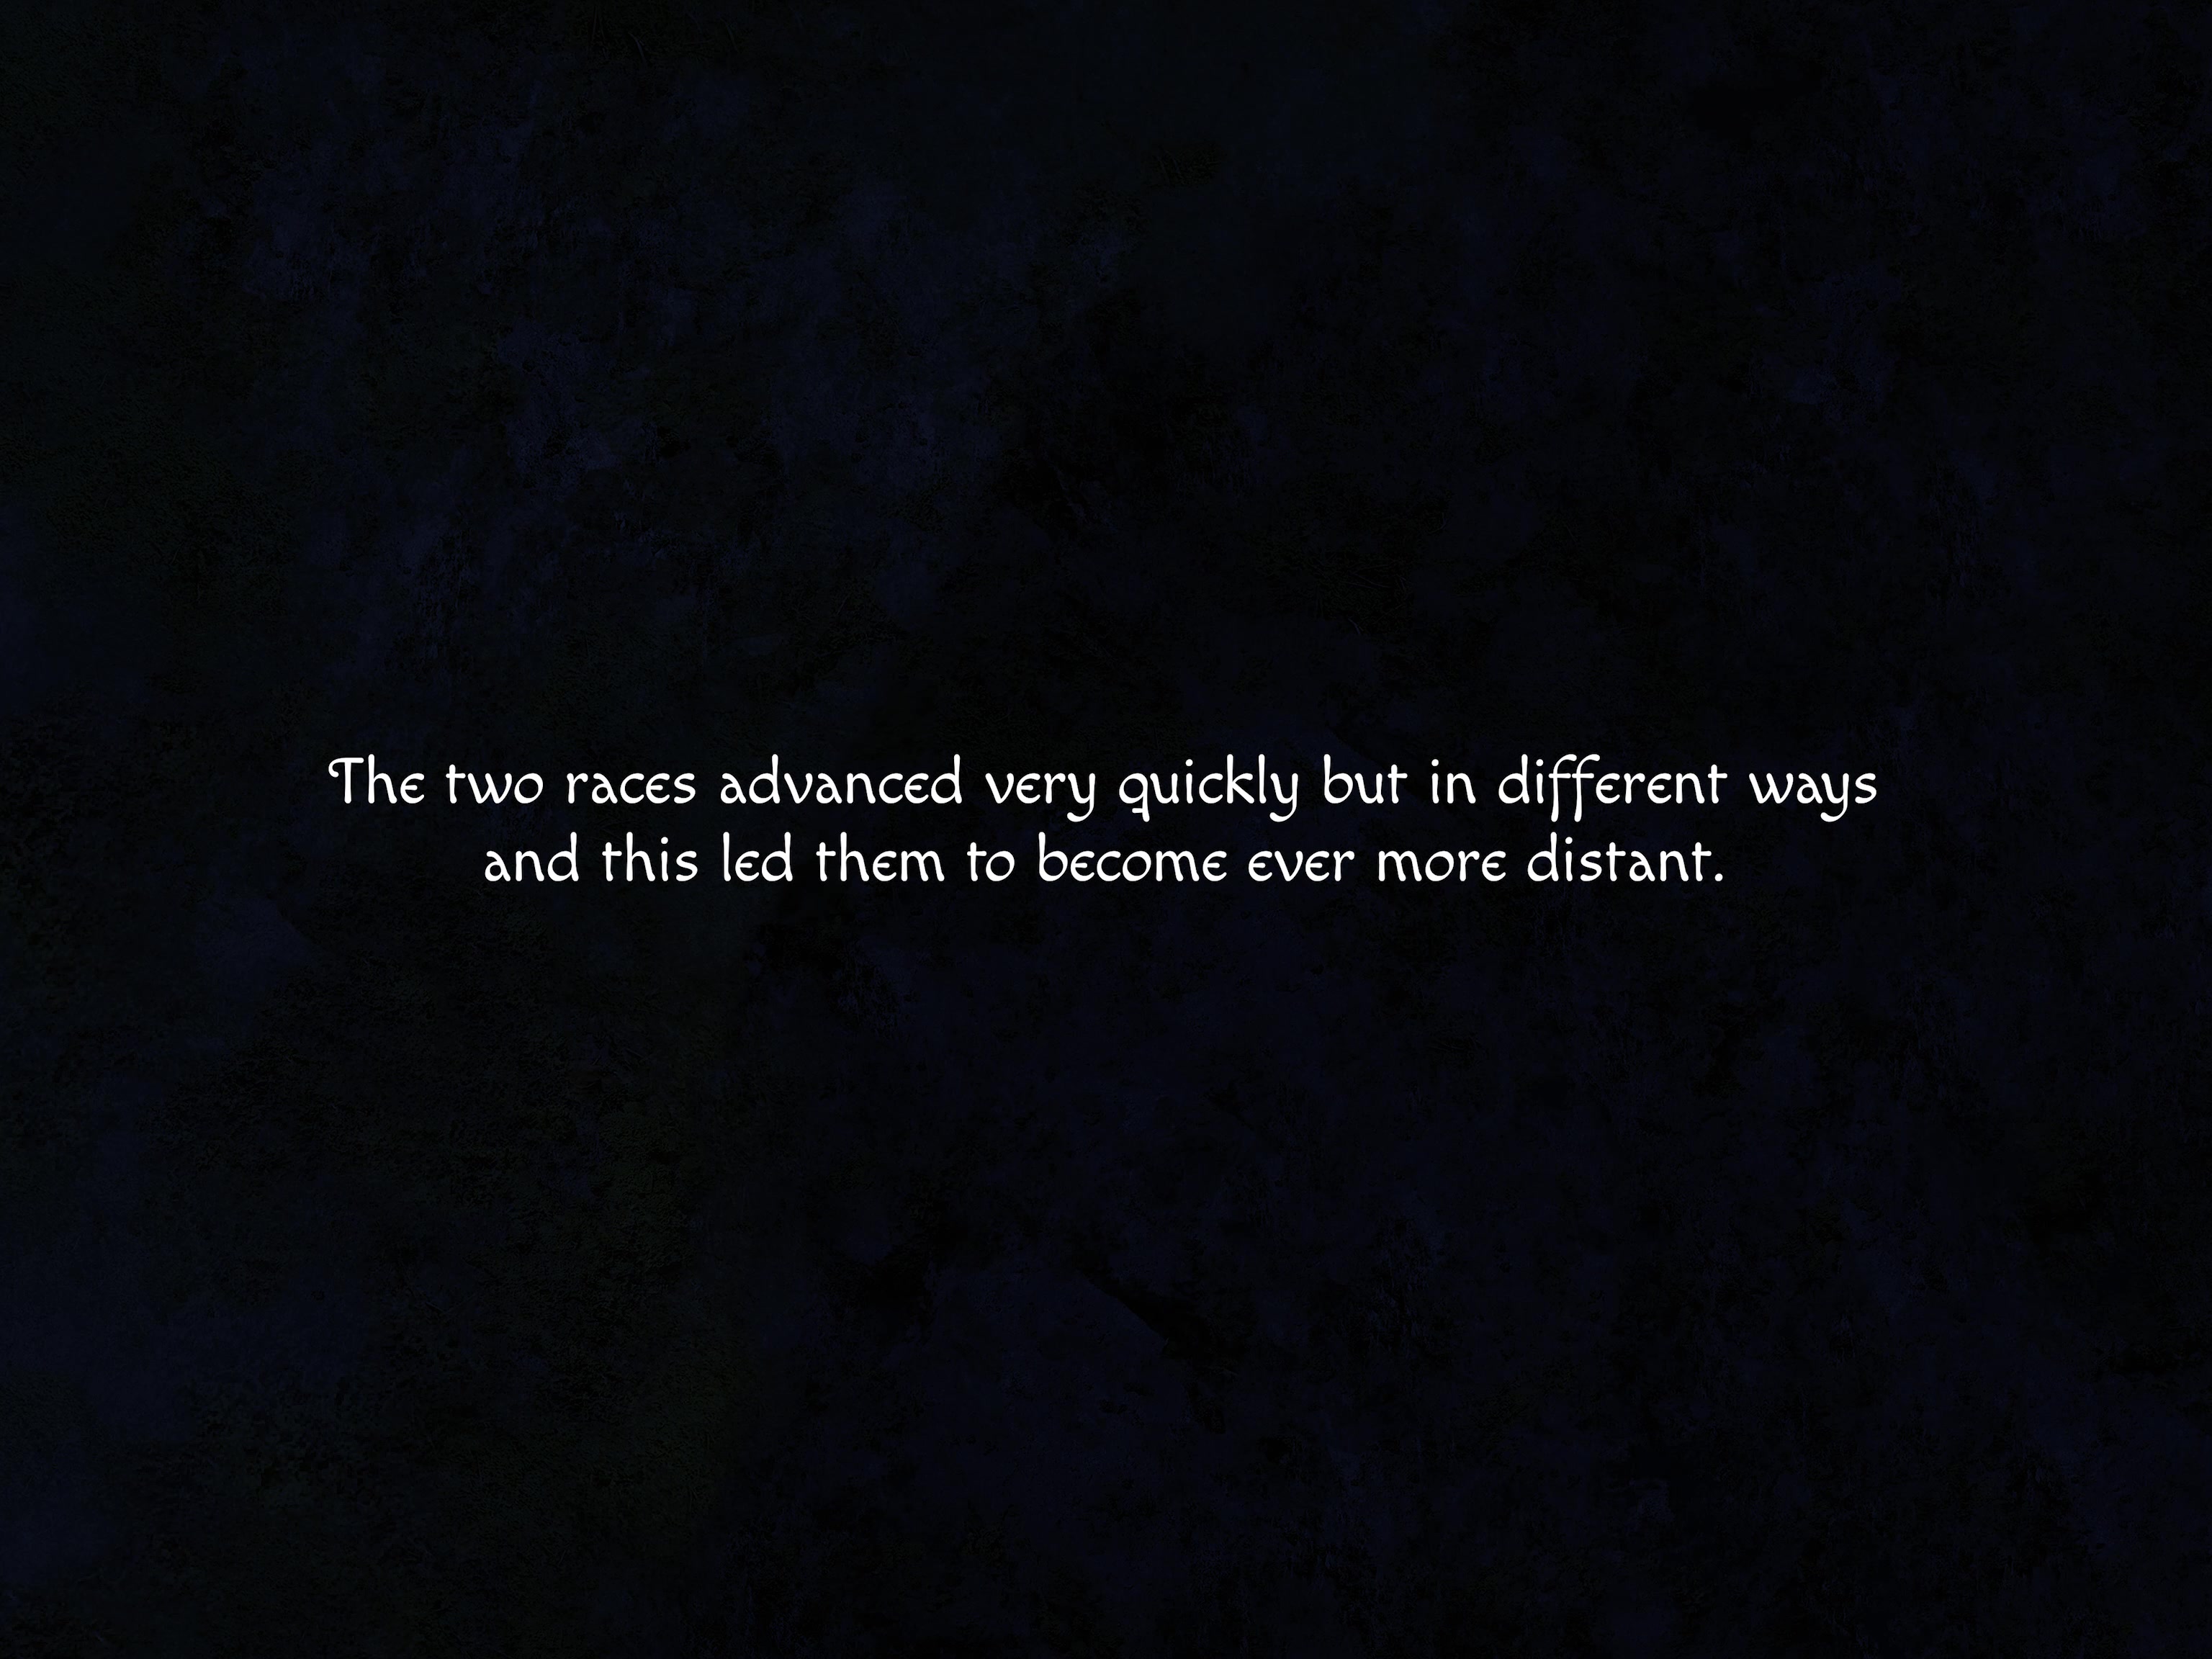 The two races advanced very quickly but in different ways
and this led them to become ever more distant.